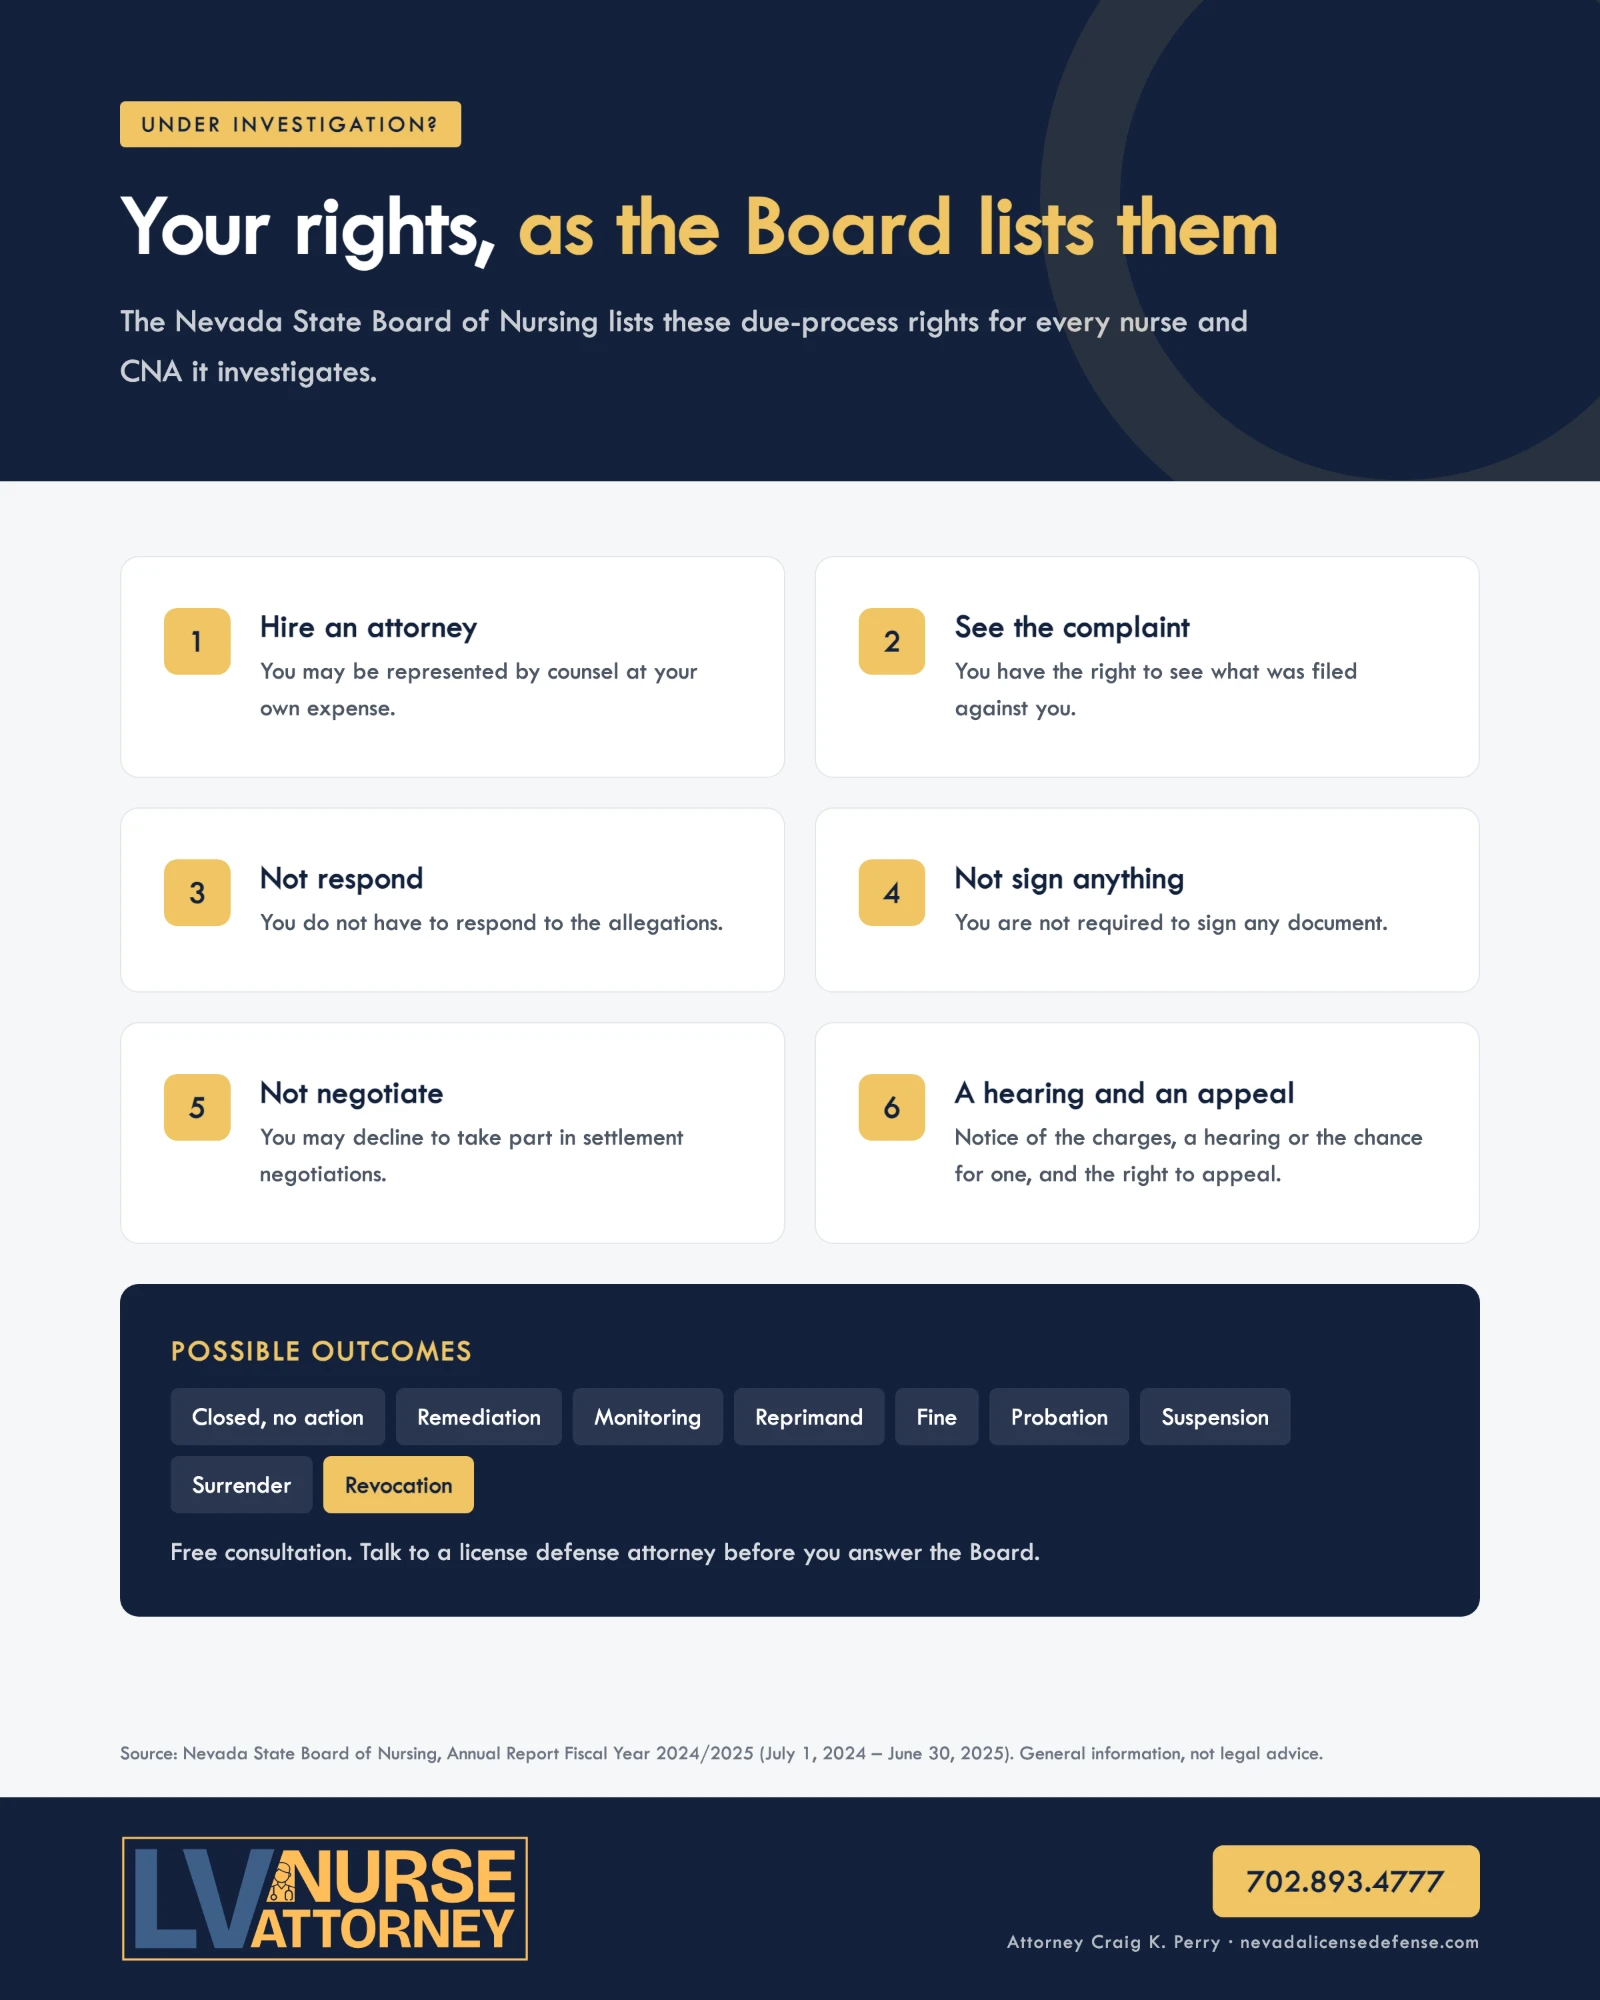 UNDER INVESTIGATION?
Your rights, as the Board lists them
The Nevada State Board of Nursing lists these due-process rights for every nurse and
CNA it investigates.
1
Hire an attorney
You may be represented by counsel at your
own expense.
2
See the complaint
You have the right to see what was filed
against you.
3
Not respond
You do not have to respond to the allegations.
4
Not sign anything
You are not required to sign any document.
5
Not negotiate
You may decline to take part in settlement
negotiations.
6
A hearing and an appeal
Notice of the charges, a hearing or the chance
for one, and the right to appeal.
POSSIBLE OUTCOMES
Closed, no action Remediation Monitoring Reprimand Fine Probation Suspension
Surrender Revocation
Free consultation. Talk to a license defense attorney before you answer the Board.
Source: Nevada State Board of Nursing, Annual Report Fiscal Year 2024/2025 (July 1, 2024 – June 30, 2025). General information, not legal advice.
LV NURSE
ATTORNEY
702.893.4777
Attorney Craig K. Perry · nevadalicensedefense.com